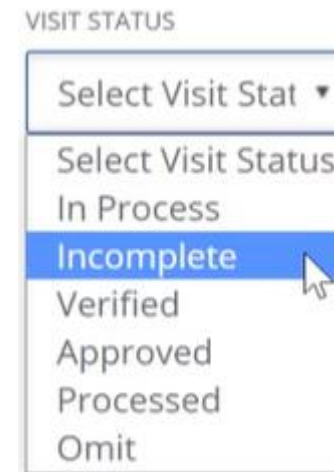 VISIT STATUS
Select Visit Stat
Select Visit Status
In Process
Incomplete
Verified
Approved
Processed
Omit